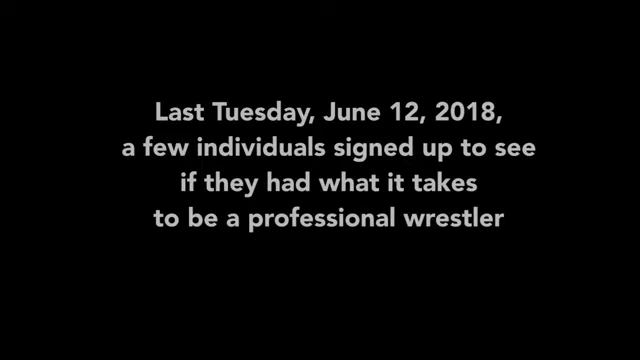 Last Tuesday, June 12, 2018,
a few individuals signed up to see
if they had what it takes
to be a professional wrestler